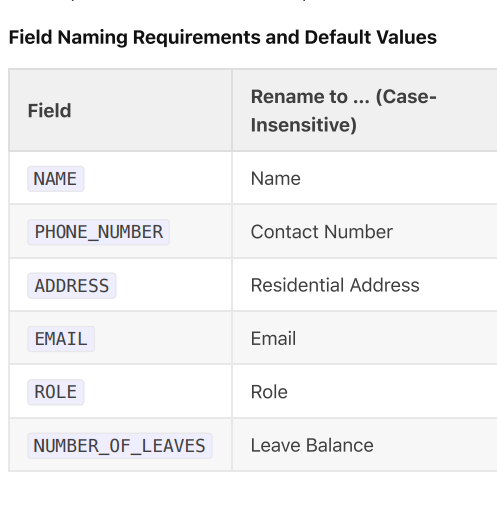 Field Naming Requirements and Default Values
Field
Rename to ... (Case-
Insensitive)
NAME
Name
PHONE_NUMBER
Contact Number
ADDRESS
Residential Address
EMAIL
Email
ROLE
Role
NUMBER_OF_LEAVES
Leave Balance